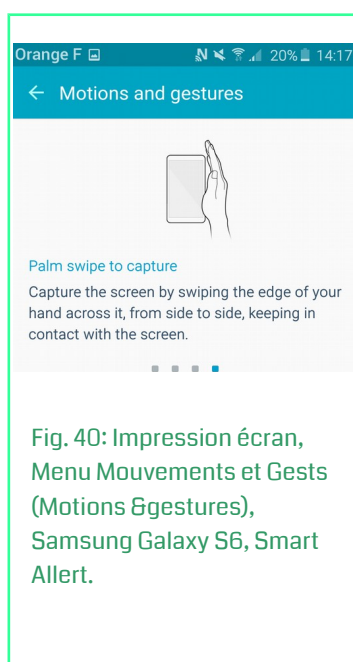 Orange F 20% 14:17
← Motions and gestures
Palm swipe to capture
Capture the screen by swiping the edge of your
hand across it, from side to side, keeping in
contact with the screen.
Fig. 40: Impression écran,
Menu Mouvements et Gests
(Motions &gestures),
Samsung Galaxy S6, Smart
Allert.